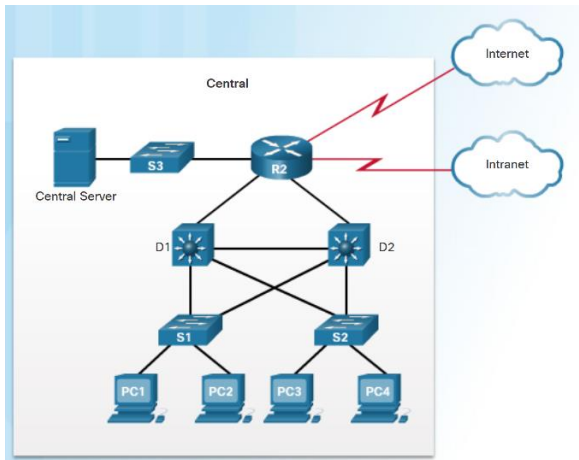 Internet
Central
Intranet
S3
R2
Central Server
D1
D2
S1
S2
PC1
PC2
PC3
PC4